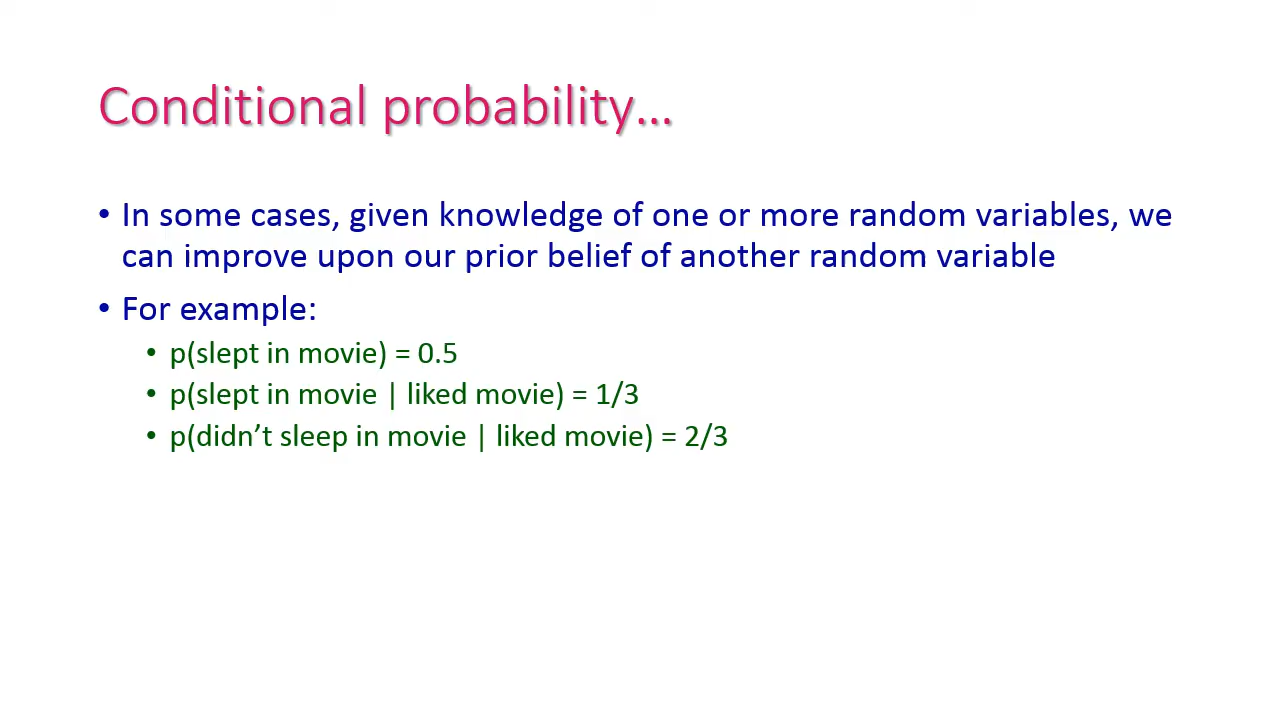 Conditional probability…
• In some cases, given knowledge of one or more random variables, we
can improve upon our prior belief of another random variable
• For example:
• p(slept in movie) = 0.5
• p(slept in movie | liked movie) = 1/3
• p(didn’t sleep in movie | liked movie) = 2/3